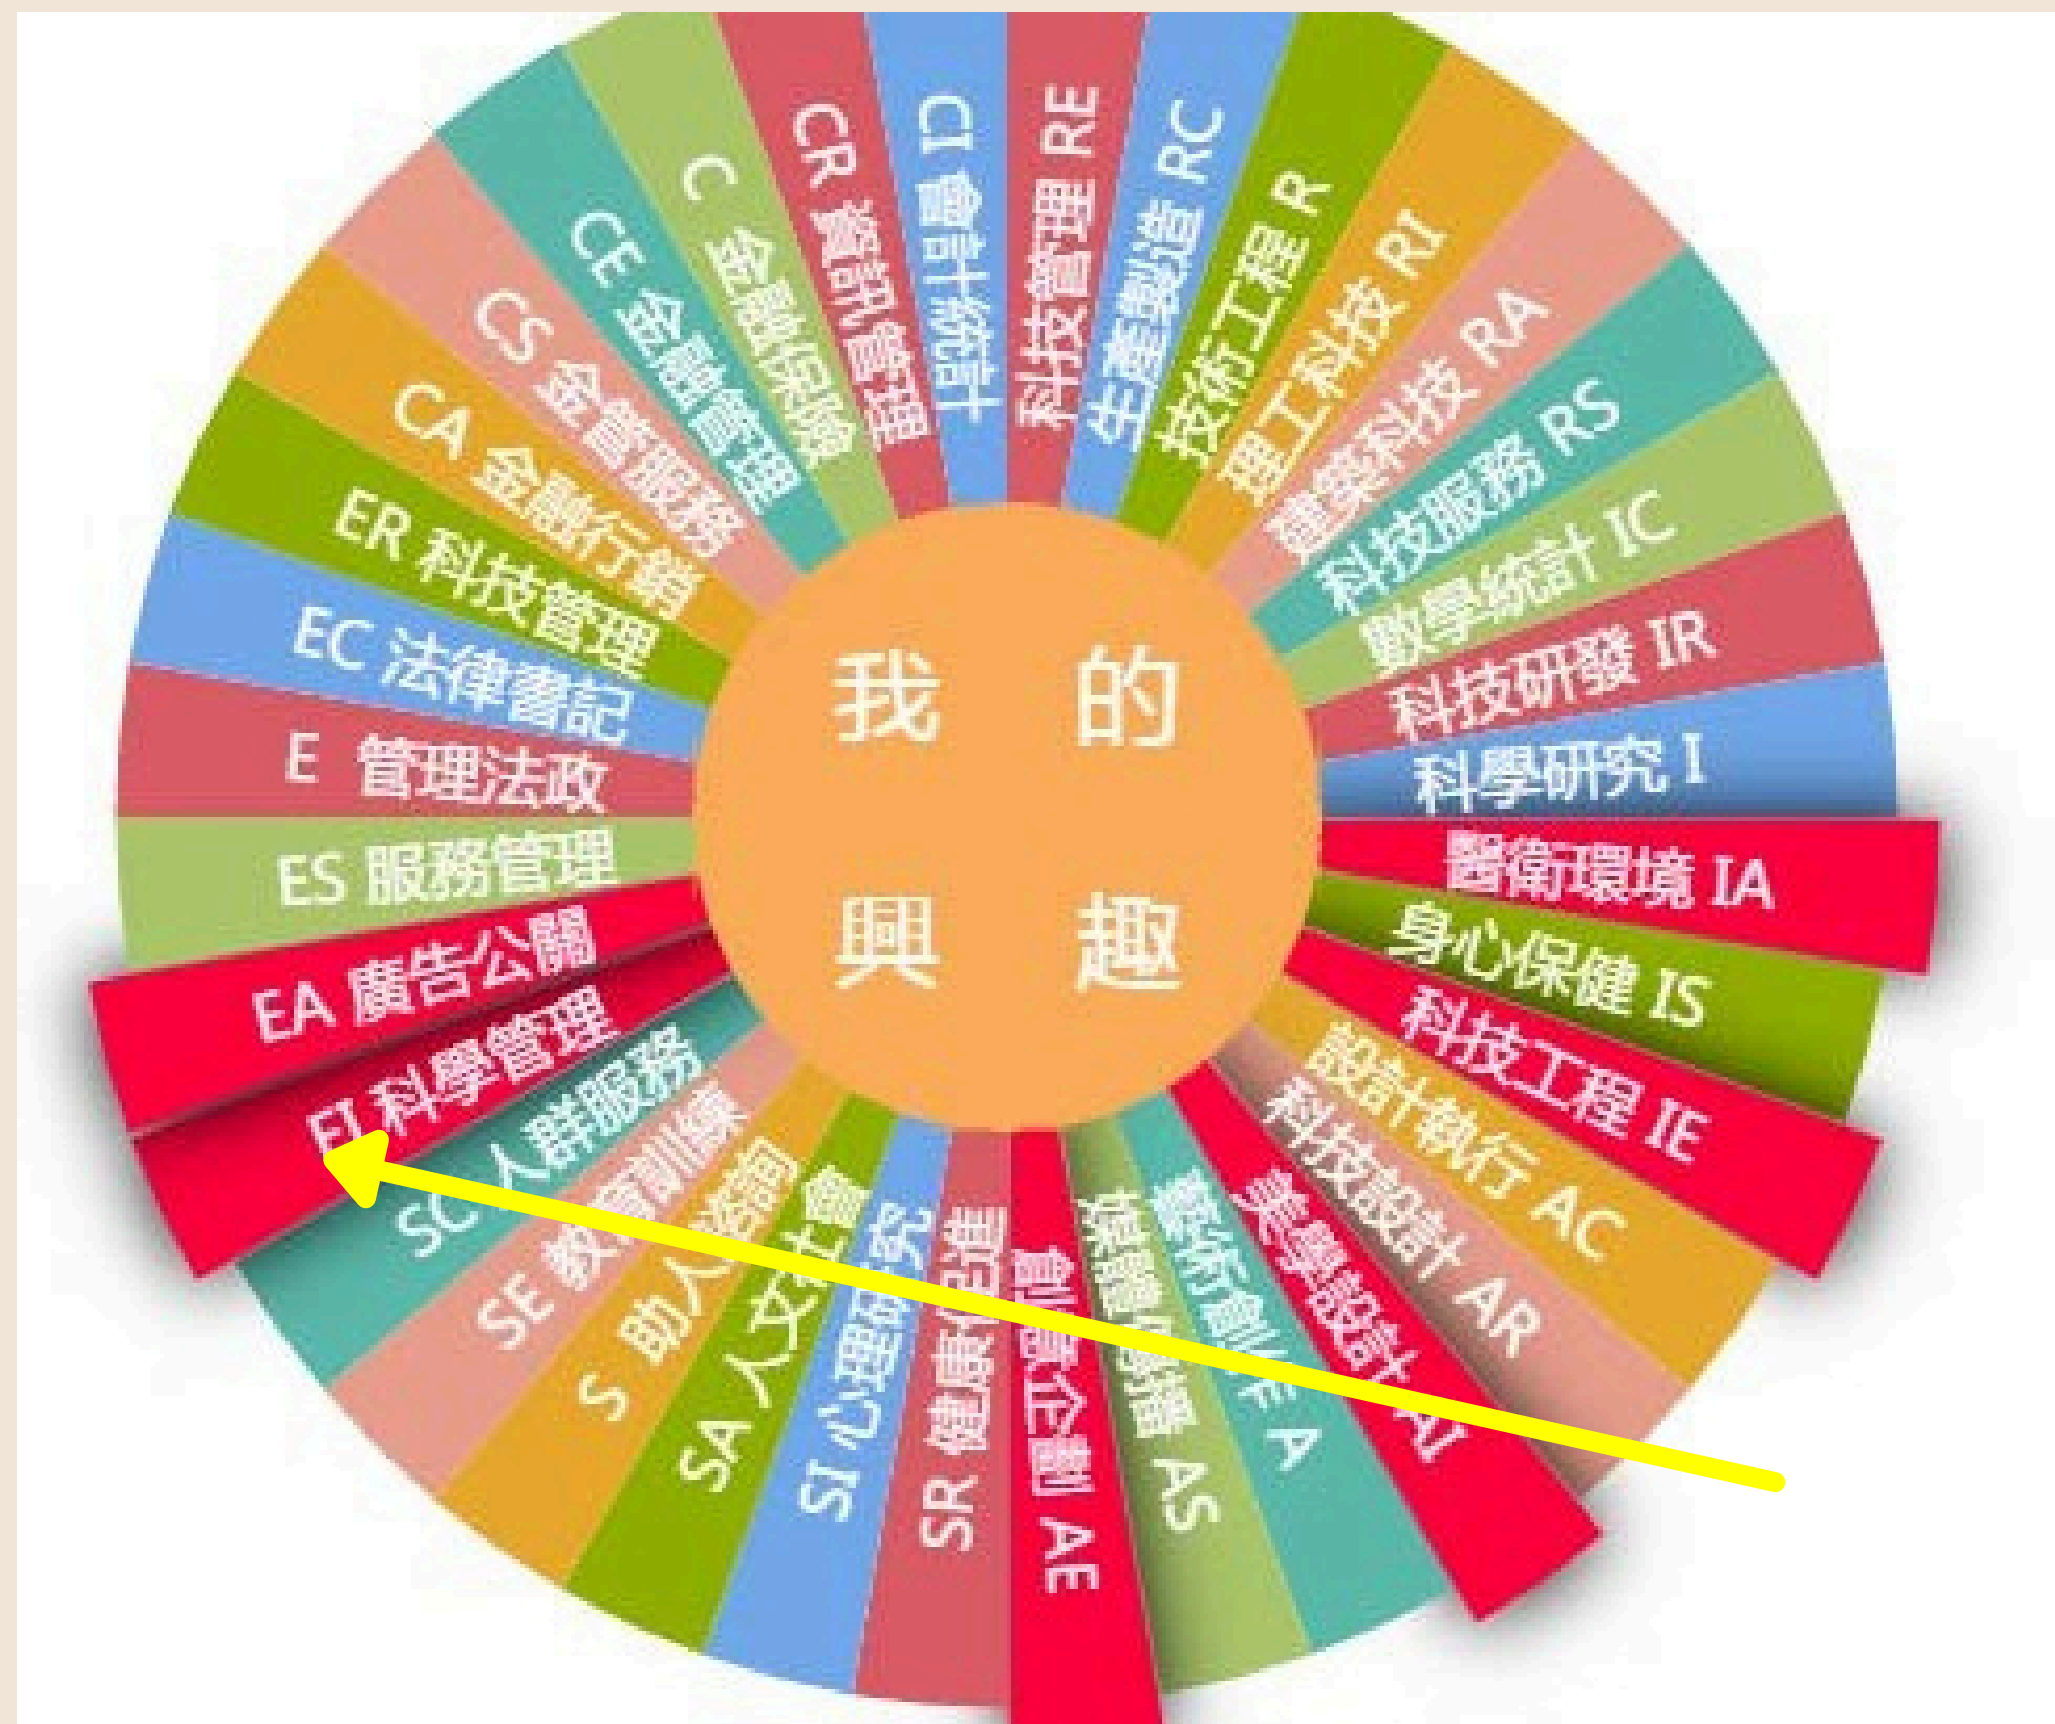 我 的
興 趣
科技管理 RE
生產製造 RC
技術工程 R
理工科技 RI
建築科技 RA
科技服務 RS
數學統計 IC
科技研發 IR
科學研究 I
醫衛環境 IA
身心保健 IS
科技工程 IE
設計執行 AC
科技設計 AR
美學設計 AI
藝術創作 A
媒體傳播 AS
創意企劃 AE
SR 健康促進
SI 心理研究
SA 人文社會
S 助人諮詢
SE 教育訓練
SC 人群服務
EI 科學管理
EA 廣告公關
ES 服務管理
E 管理法政
EC 法律書記
ER 科技管理
CA 金融行銷
CS 金管服務
CE 金融管理
C 金融保險
CR 資訊管理
CI 會計統計